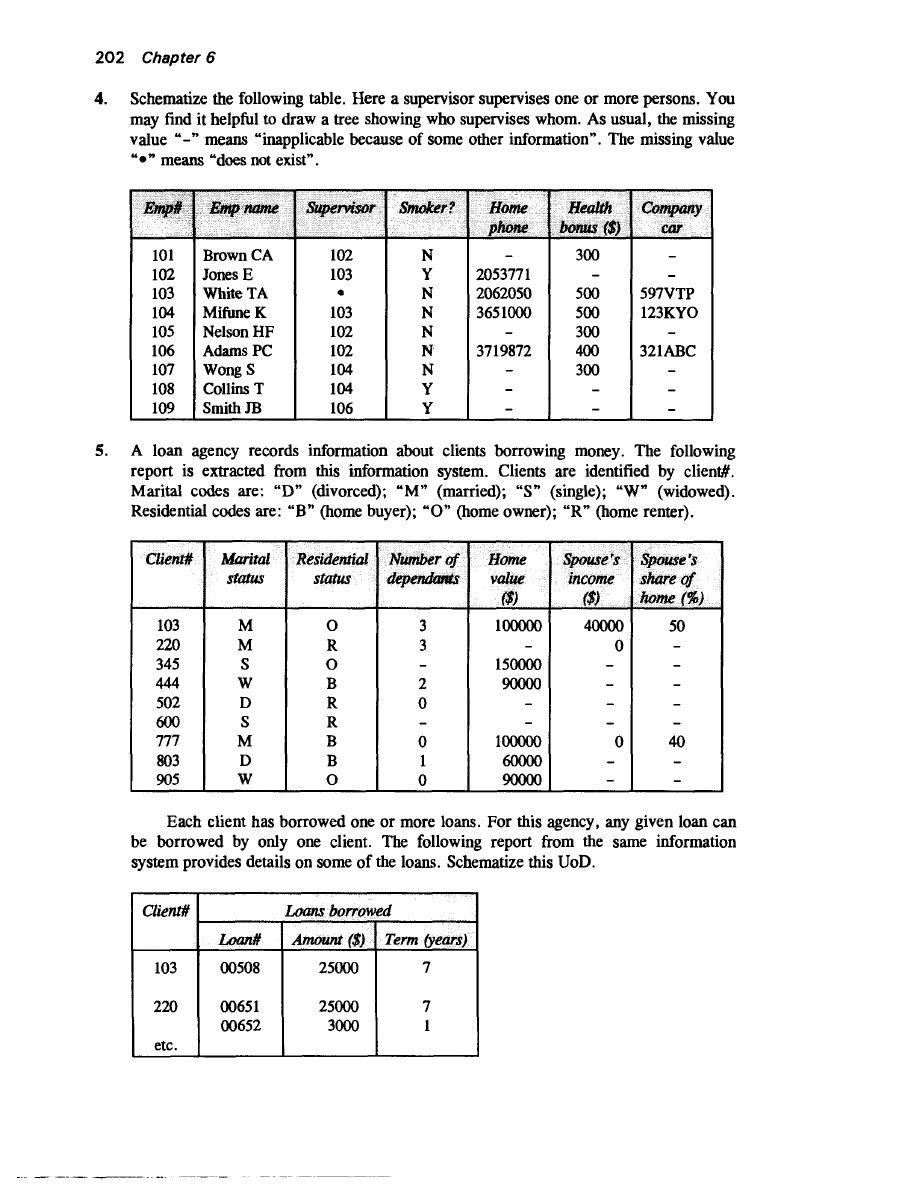 202 Chapter 6
4. Schematize the following table. Here a supervisor supervises one or more persons. You
may find it helpful to draw a tree showing who supervises whom. As usual, the missing
value “-” means “inapplicable because of some other information”. The missing value
“•” means “does not exist”.
Emp# Emp name Supervisor Smoker? Home Health Company
phone bonus ($) car
101 Brown CA 102 N – 300 –
102 Jones E 103 Y 2053771 – –
103 White TA • N 2062050 500 597VTP
104 Mifune K 103 N 3651000 500 123KYO
105 Nelson HF 102 N – 300 –
106 Adams PC 102 N 3719872 400 321ABC
107 Wong S 104 N – 300 –
108 Collins T 104 Y – – –
109 Smith JB 106 Y – – –
5. A loan agency records information about clients borrowing money. The following
report is extracted from this information system. Clients are identified by client#.
Marital codes are: “D” (divorced); “M” (married); “S” (single); “W” (widowed).
Residential codes are: “B” (home buyer); “O” (home owner); “R” (home renter).
Client# Marital Residential Number of Home Spouse's Spouse's
status status dependants value income share of
($) ($) home (%)
103 M O 3 100000 40000 50
220 M R 3 – 0 –
345 S O – 150000 – –
444 W B 2 90000 – –
502 D R 0 – – –
600 S R – – – –
777 M B 0 100000 0 40
803 D B 1 60000 – –
905 W O 0 90000 – –
Each client has borrowed one or more loans. For this agency, any given loan can
be borrowed by only one client. The following report from the same information
system provides details on some of the loans. Schematize this UoD.
Client# Loans borrowed
Loan# Amount ($) Term (years)
103 00508 25000 7
220 00651 25000 7
00652 3000 1
etc.